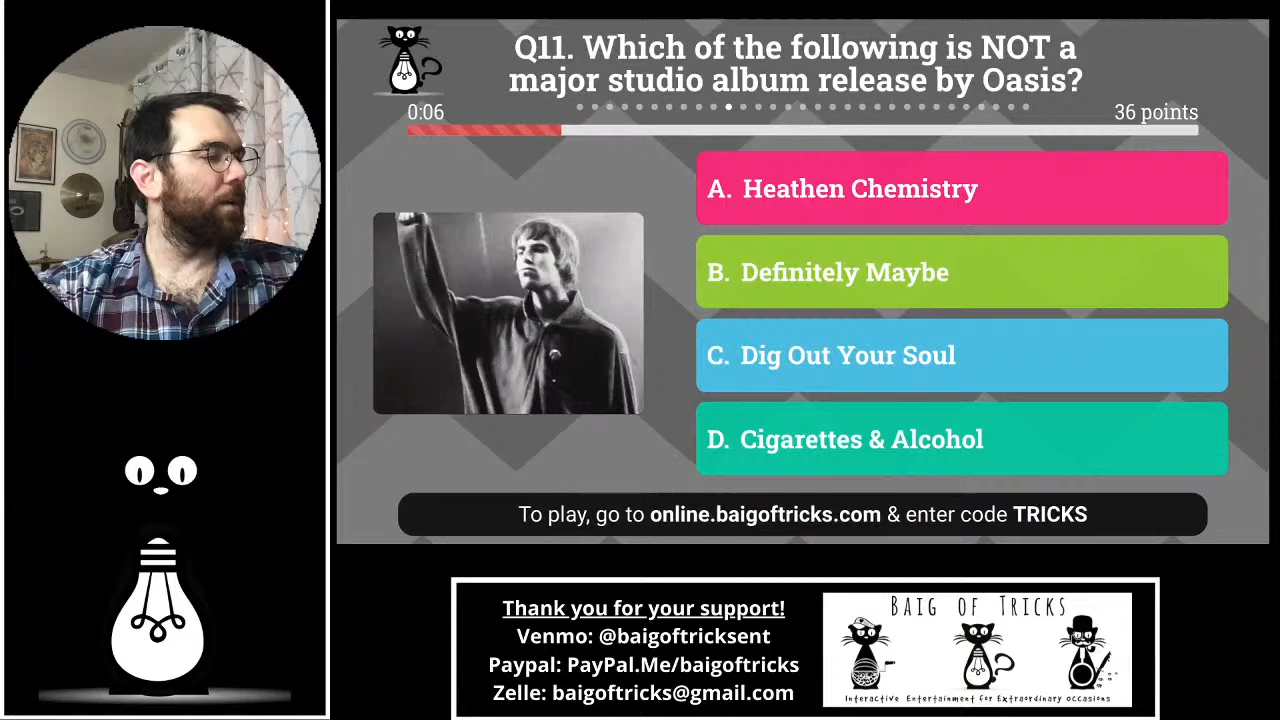 Q11. Which of the following is NOT a
major studio album release by Oasis?
0:06
36 points
A. Heathen Chemistry
B. Definitely Maybe
C. Dig Out Your Soul
D. Cigarettes & Alcohol
To play, go to online.baigoftricks.com & enter code TRICKS
Thank you for your support!
Venmo: @baigoftricksent
Paypal: PayPal.Me/baigoftricks
Zelle: baigoftricks@gmail.com
BAIG OF TRICKS
Interactive Entertainment for Extraordinary Occasions